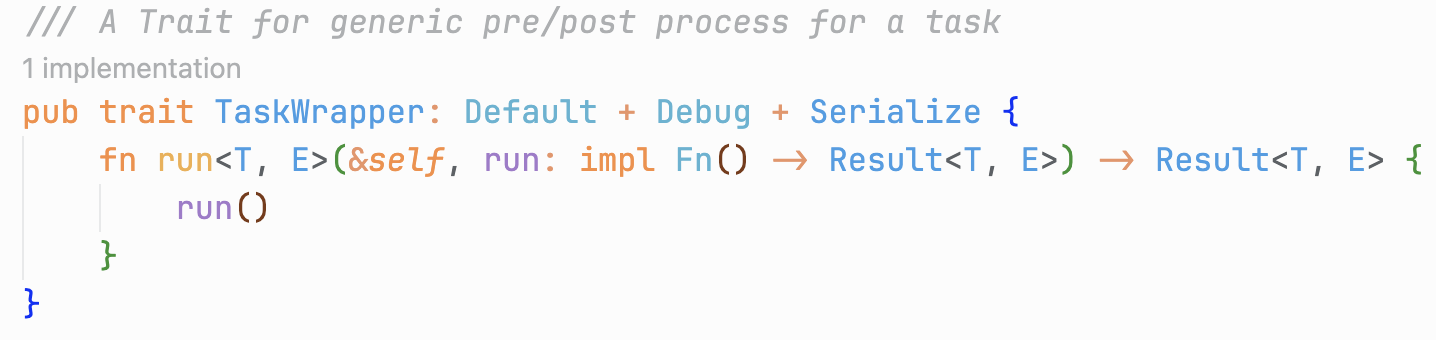 /// A Trait for generic pre/post process for a task
1 implementation
pub trait TaskWrapper: Default + Debug + Serialize {
    fn run<T, E>(&self, run: impl Fn() -> Result<T, E>) -> Result<T, E> {
        run()
    }
}